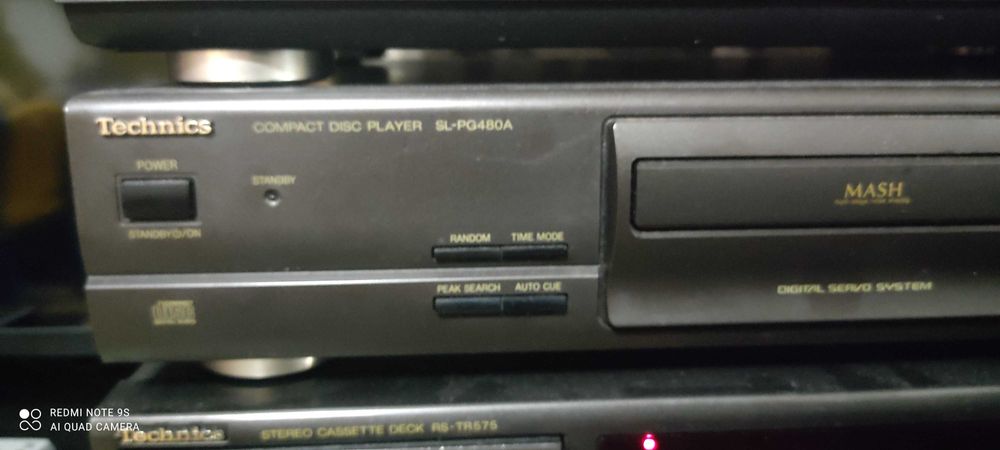 Technics COMPACT DISC PLAYER SL-PG480A
POWER
STANDBY
STANDBY⏻/ON
RANDOM TIME MODE
PEAK SEARCH AUTO CUE
MASH
DIGITAL SERVO SYSTEM
disc
REDMI NOTE 9S
AI QUAD CAMERA
Technics STEREO CASSETTE DECK RS-TR575